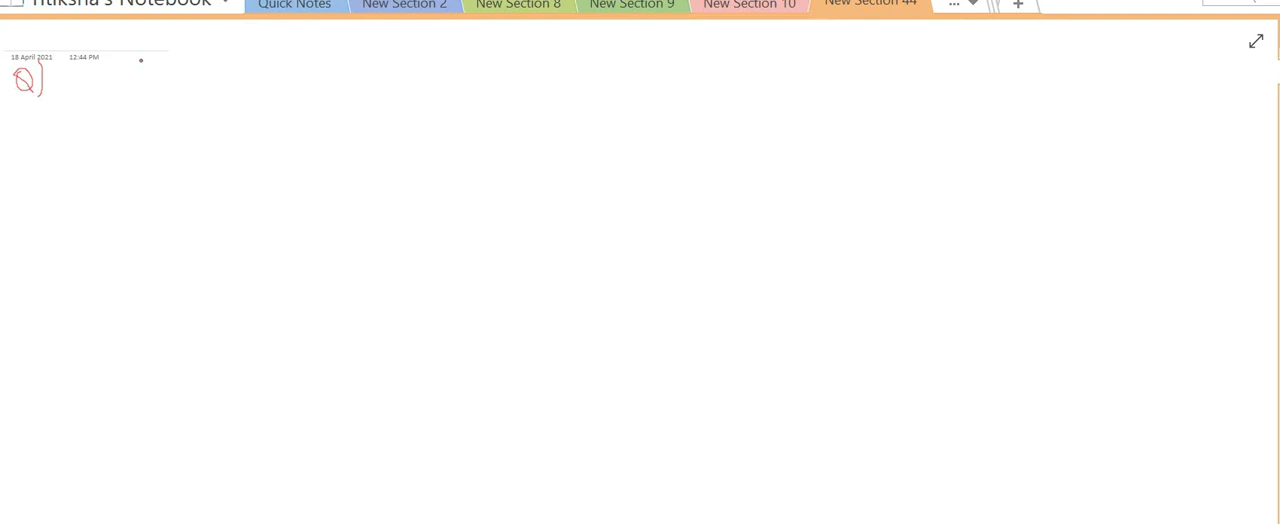 Notebook Quick Notes New Section 2 New Section 8 New Section 9 New Section 10 New Section 44 ... +
18 April 2021 12:44 PM
Q)